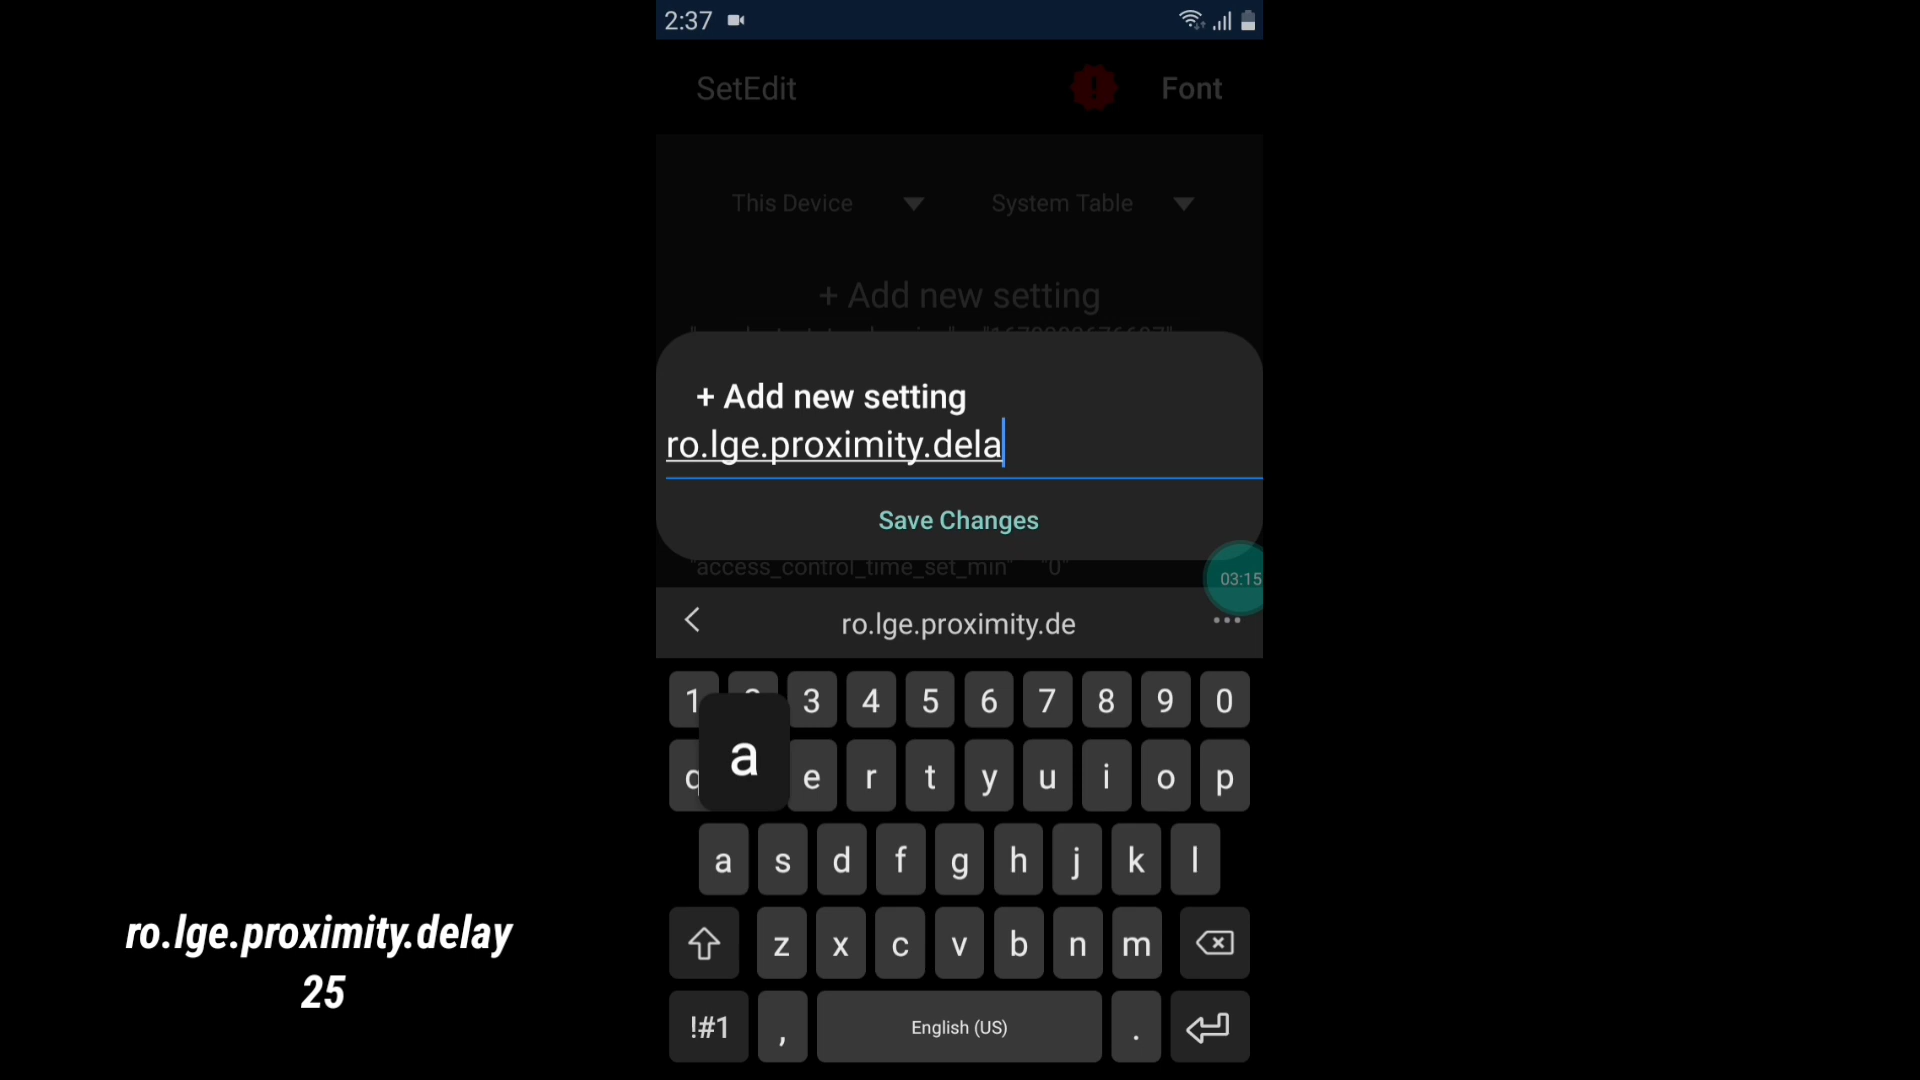 2:37
SetEdit
! Font
This Device System Table
+ Add new setting
+ Add new setting
ro.lge.proximity.dela
Save Changes
"access_control_time_set_min" "0"
03:15
ro.lge.proximity.de
1 3 4 5 6 7 8 9 0
a
e r t y u i o p
a s d f g h j k l
z x c v b n m
!#1 , English (US) .
ro.lge.proximity.delay
25